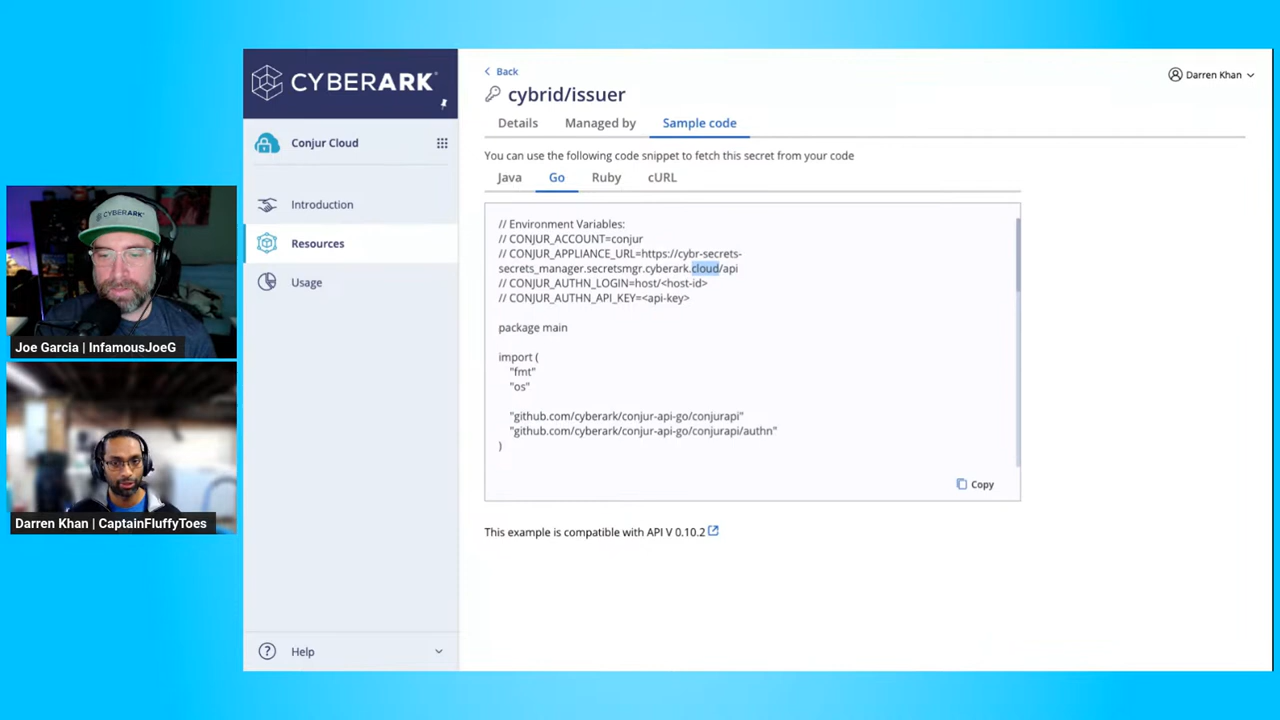 CYBERARK
Conjur Cloud
Introduction
Resources
Usage
Help
Back
Darren Khan
cybrid/issuer
Details Managed by Sample code
You can use the following code snippet to fetch this secret from your code
Java Go Ruby cURL
// Environment Variables:
// CONJUR_ACCOUNT=conjur
// CONJUR_APPLIANCE_URL=https://cybr-secrets-
secrets_manager.secretsmgr.cyberark.cloud/api
// CONJUR_AUTHN_LOGIN=host/<host-id>
// CONJUR_AUTHN_API_KEY=<api-key>
package main
import (
"fmt"
"os"
"github.com/cyberark/conjur-api-go/conjurapi"
"github.com/cyberark/conjur-api-go/conjurapi/authn"
)
Copy
This example is compatible with API V 0.10.2
CYBERARK
Joe Garcia | InfamousJoeG
Darren Khan | CaptainFluffyToes